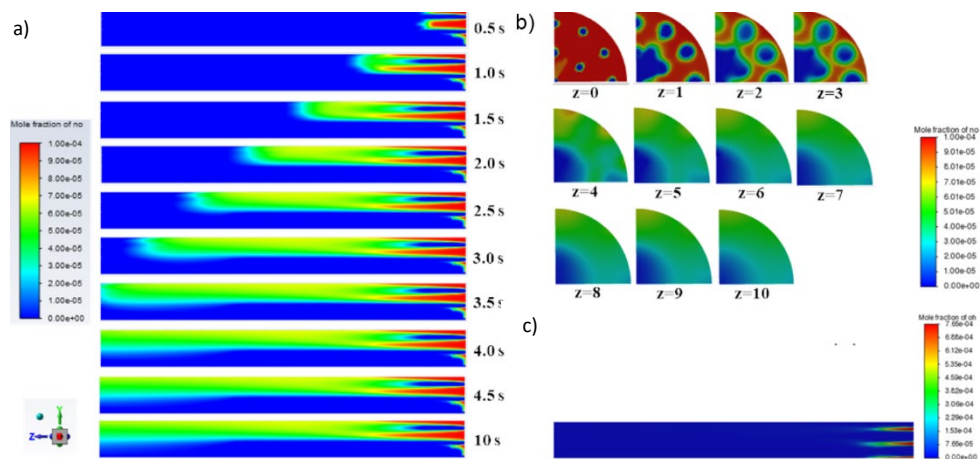 a)
0.5 s
1.0 s
1.5 s
2.0 s
2.5 s
3.0 s
3.5 s
4.0 s
4.5 s
10 s
Mole fraction of no
1.00e-04
9.00e-05
8.00e-05
7.00e-05
6.00e-05
5.00e-05
4.00e-05
3.00e-05
2.00e-05
1.00e-05
0.00e+00
Y
Z
b)
z=0 z=1 z=2 z=3
z=4 z=5 z=6 z=7
z=8 z=9 z=10
Mole fraction of no
1.00e-04
9.01e-05
8.01e-05
7.01e-05
6.01e-05
5.01e-05
4.00e-05
3.00e-05
2.00e-05
1.00e-05
0.00e+00
c)
Mole fraction of oh
7.65e-04
6.88e-04
6.12e-04
5.35e-04
4.59e-04
3.82e-04
3.06e-04
2.29e-04
1.53e-04
7.65e-05
0.00e+00